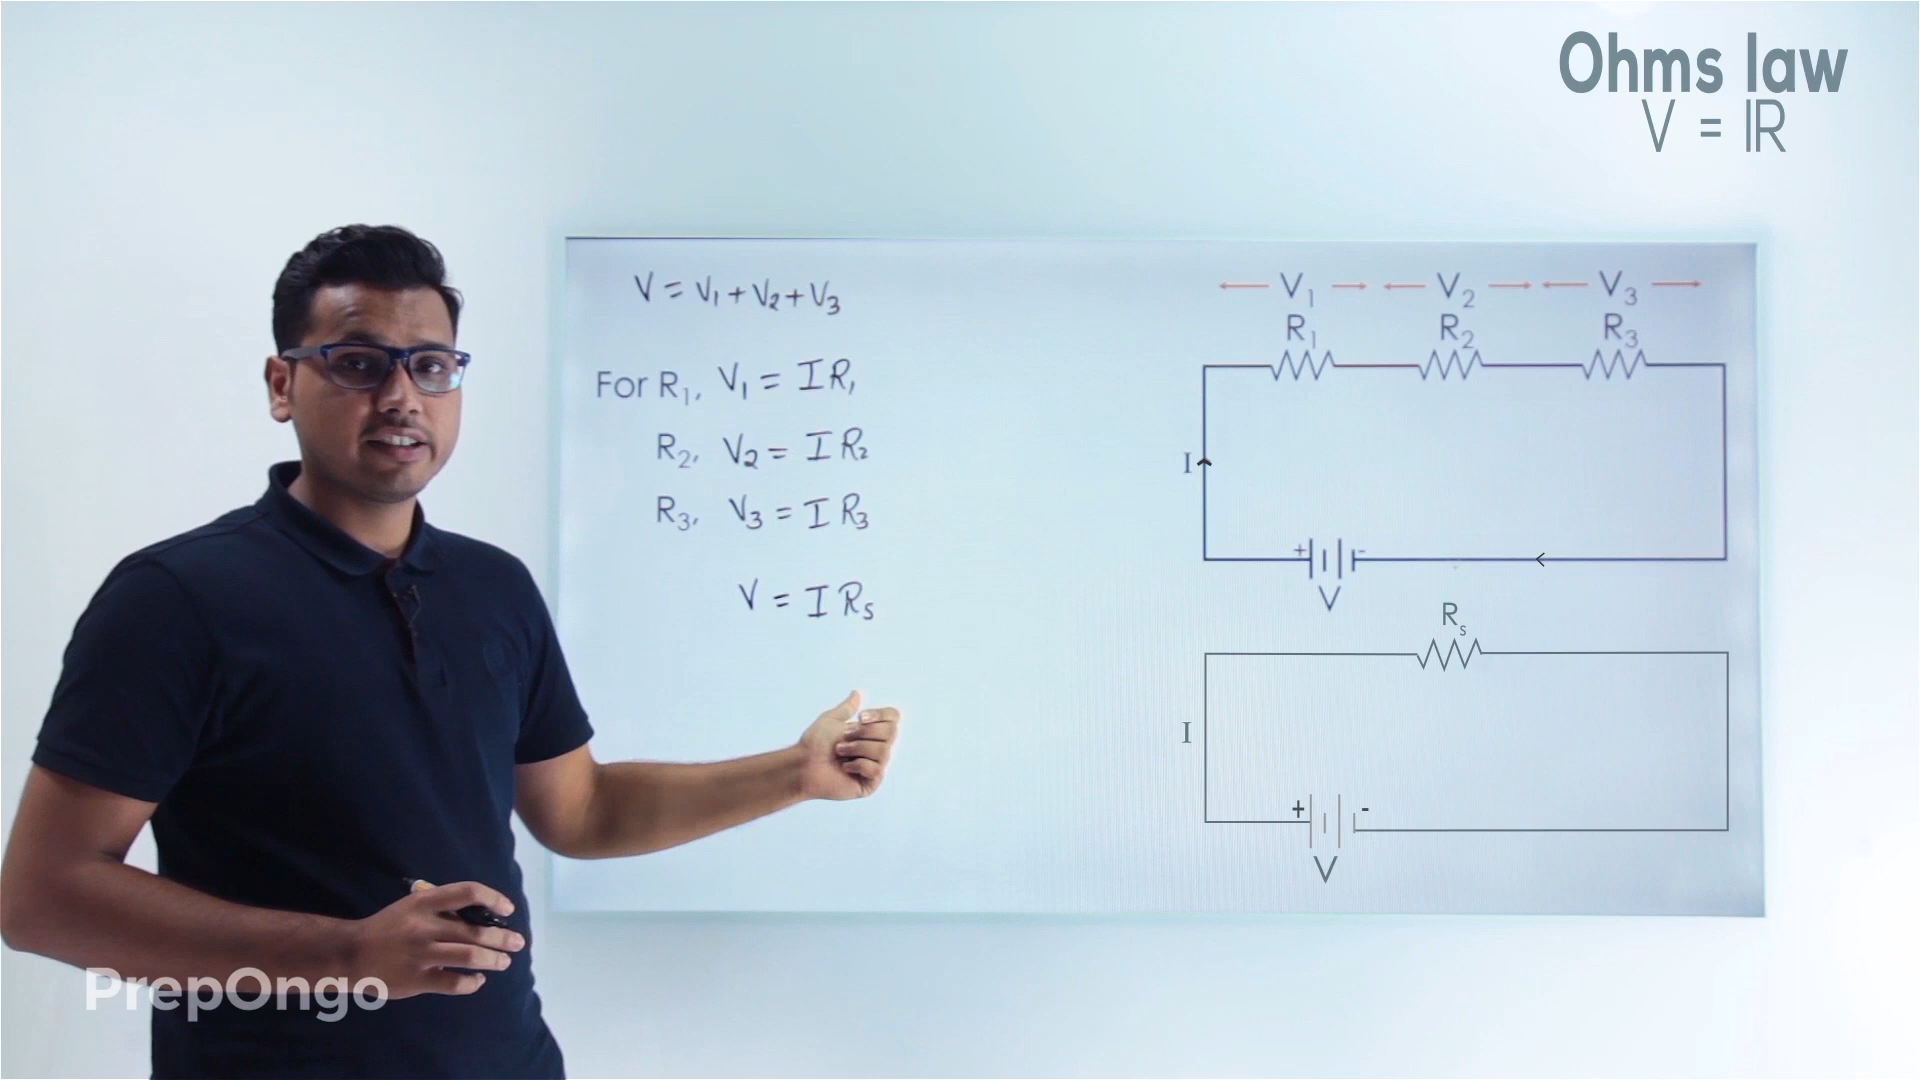 Ohms law
V = IR
V = V₁ + V₂ + V₃
For R₁, V₁ = IR₁
R₂, V₂ = IR₂
R₃, V₃ = IR₃
V = IRs
V₁ V₂ V₃
R₁ R₂ R₃
I
+ -
V
Rs
I
+ -
V
PrepOngo